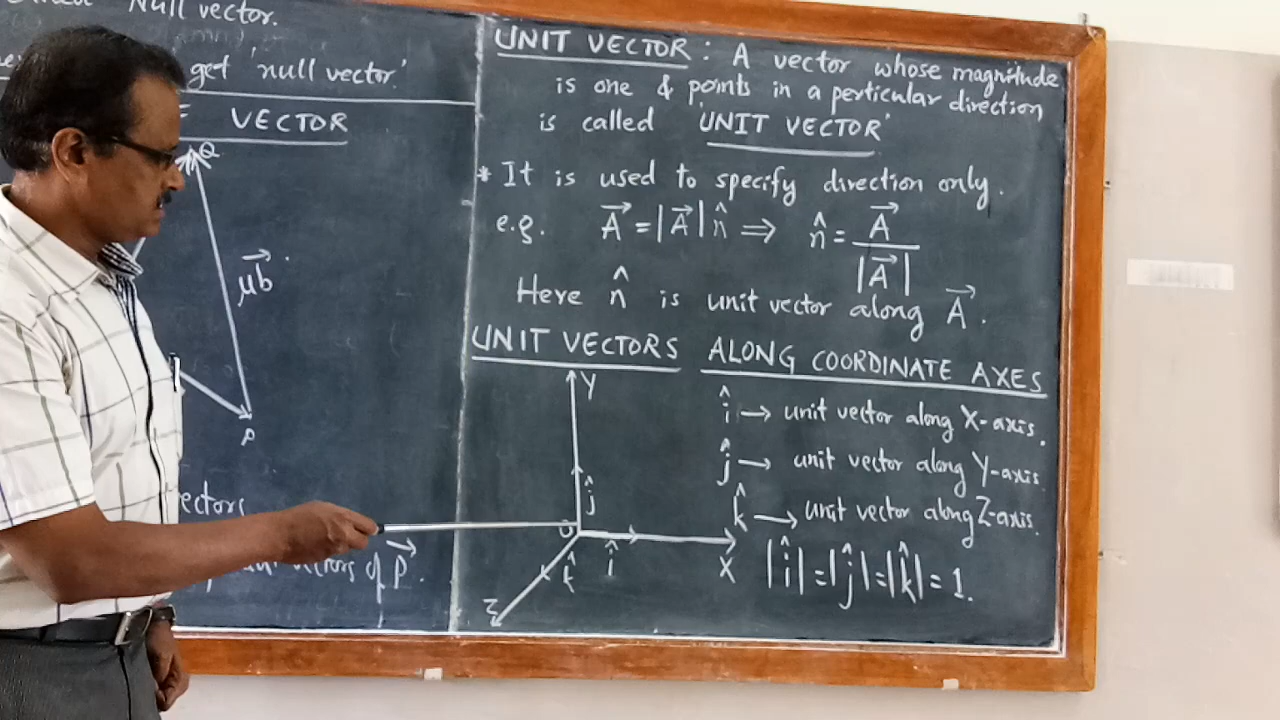 Null vector.
get 'null vector'
VECTOR
Q
μb⃗
P
ectors
of P⃗.
UNIT VECTOR : A vector whose magnitude
is one & points in a perticular direction
is called 'UNIT VECTOR'
* It is used to specify direction only.
e.g. A⃗ = |A⃗| n̂ ⇒ n̂ = A⃗ / |A⃗|
Here n̂ is unit vector along A⃗.
UNIT VECTORS ALONG COORDINATE AXES
Y
ĵ
O
î
X
k̂
Z
î → unit vector along X-axis.
ĵ → unit vector along Y-axis
k̂ → unit vector along Z-axis.
|î| = |ĵ| = |k̂| = 1.